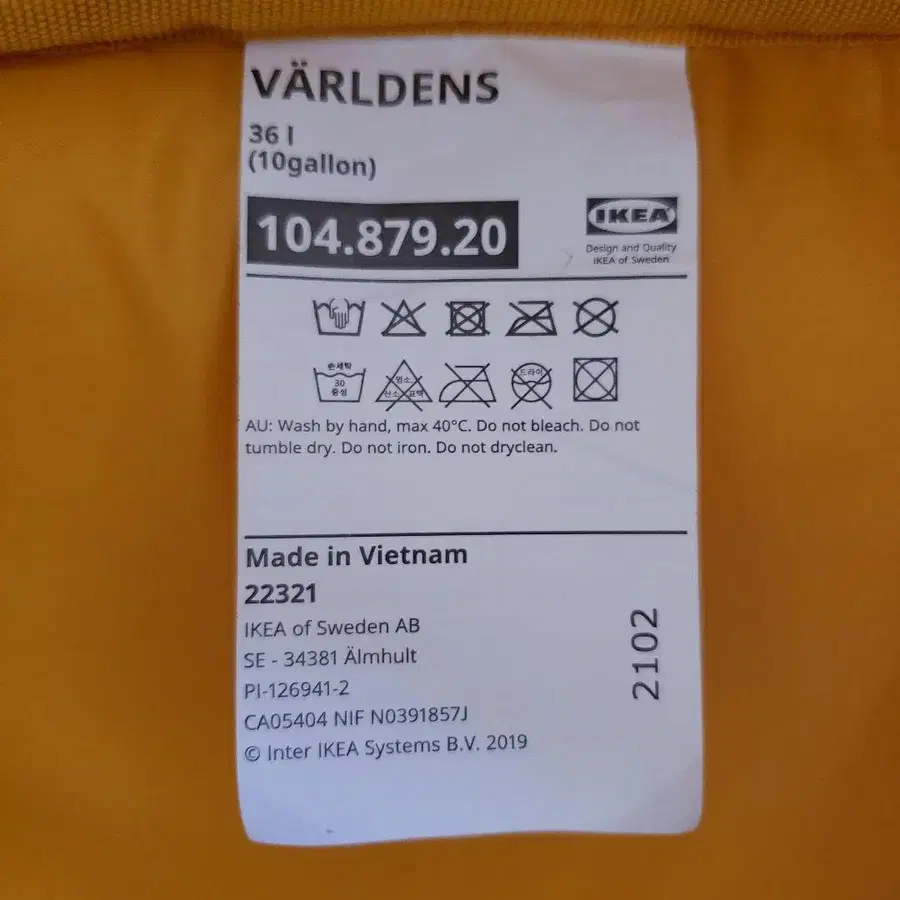 VÄRLDENS
36 l
(10gallon)
104.879.20
IKEA
Design and Quality
IKEA of Sweden
손세탁
30
중성
염소
산소 표백
드라이
AU: Wash by hand, max 40°C. Do not bleach. Do not
tumble dry. Do not iron. Do not dryclean.
Made in Vietnam
22321
IKEA of Sweden AB
SE - 34381 Älmhult
PI-126941-2
CA05404 NIF N0391857J
© Inter IKEA Systems B.V. 2019
2102